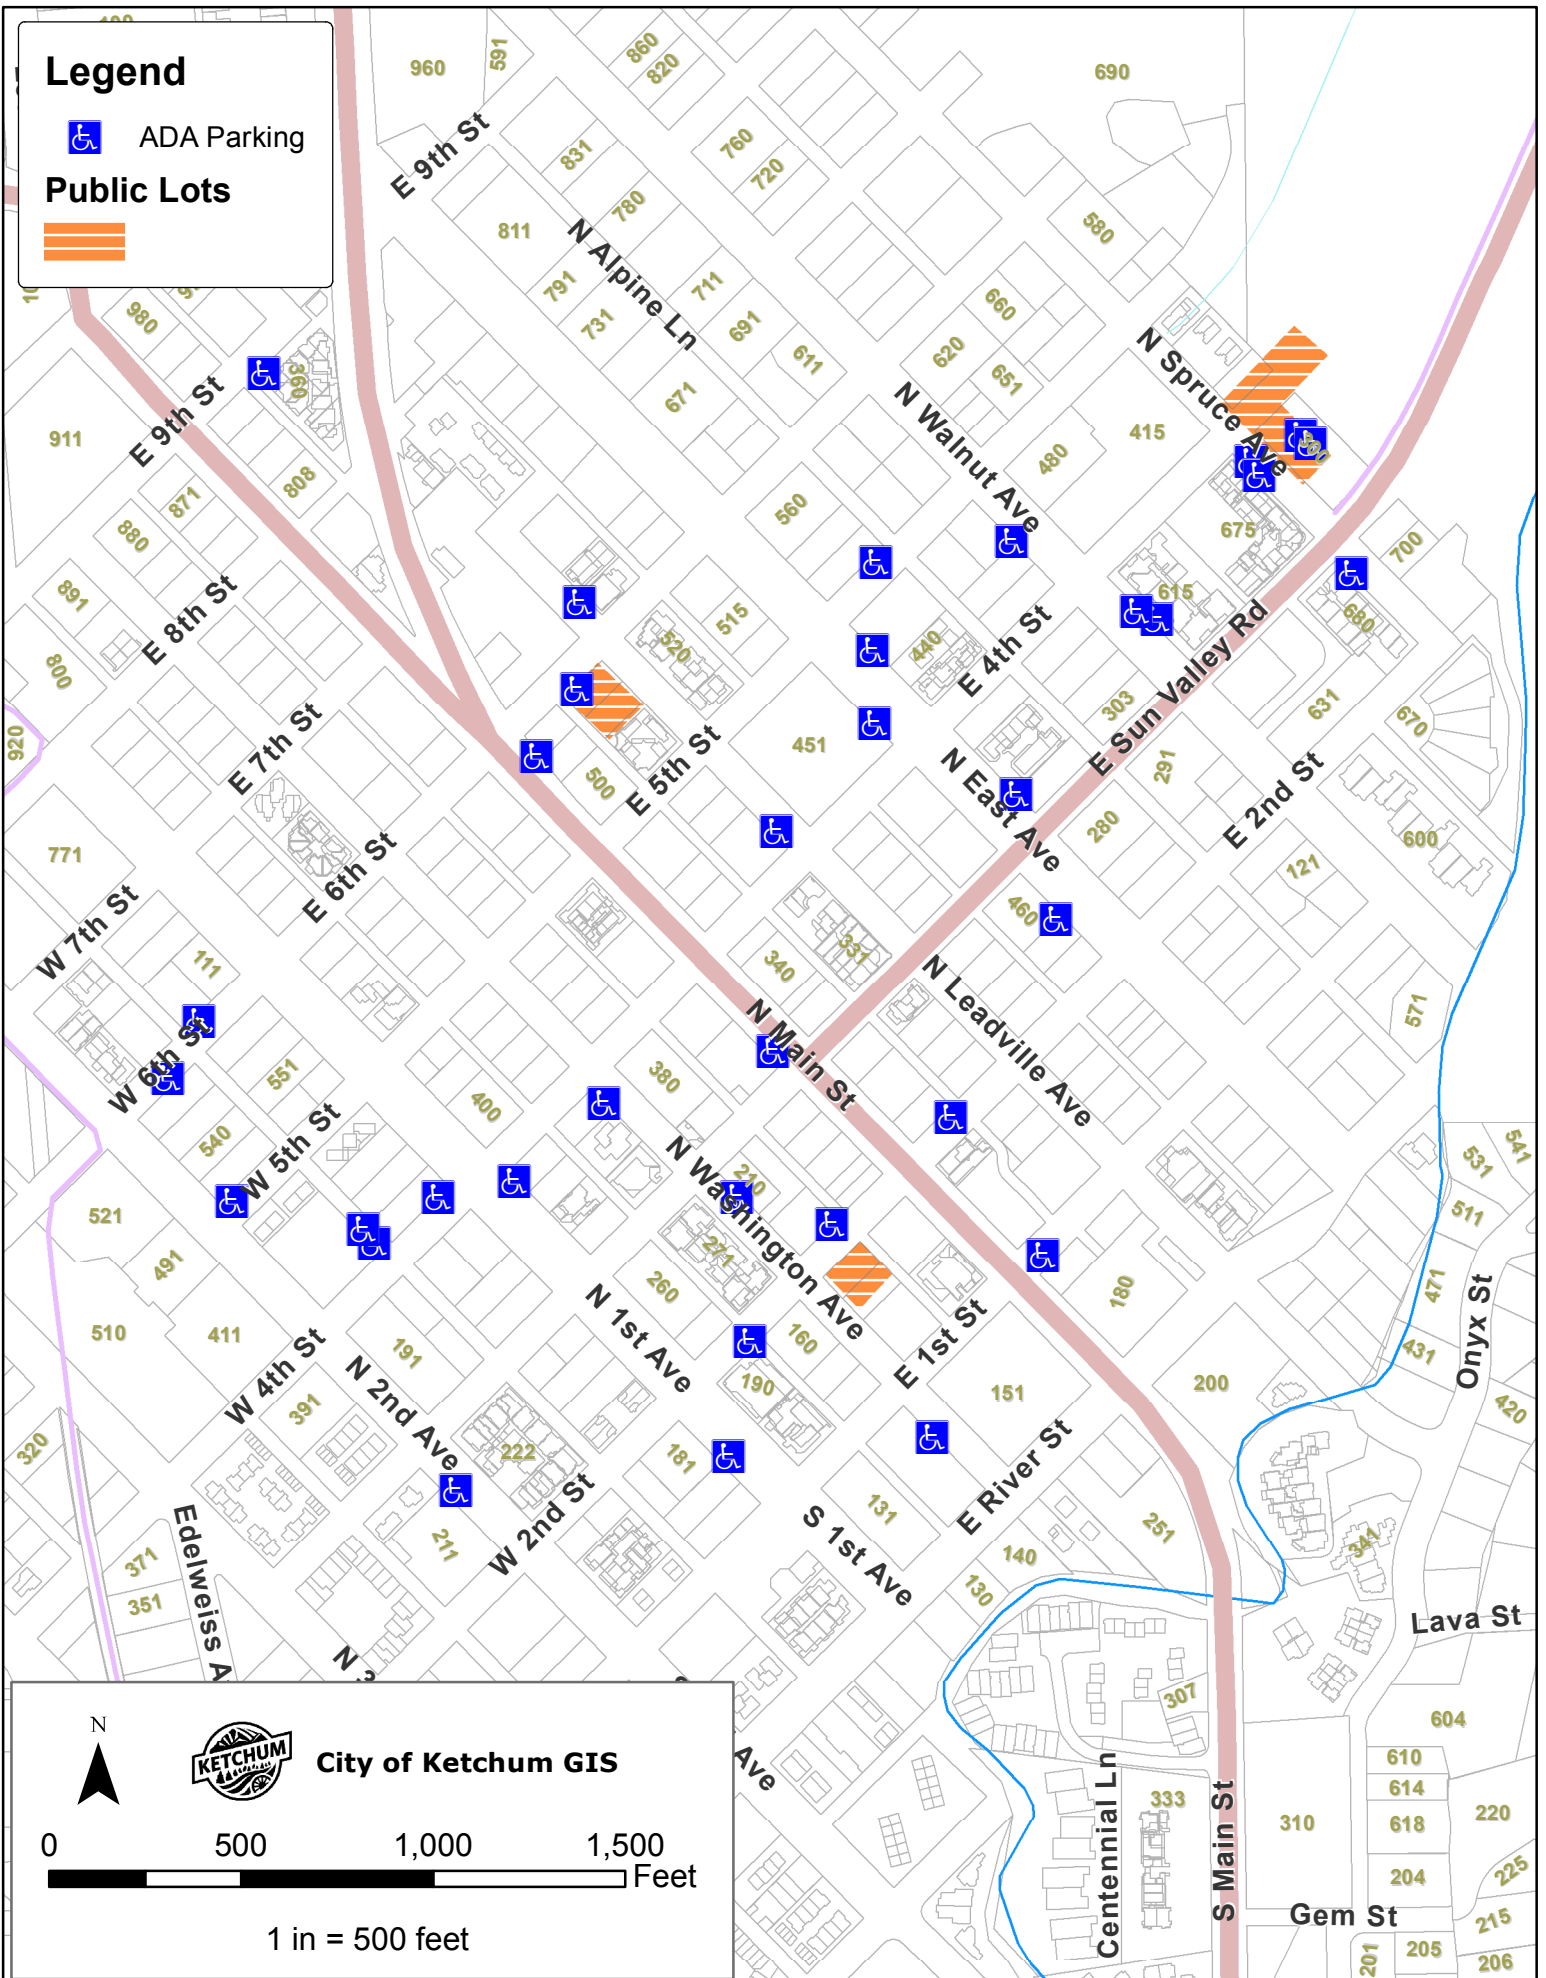 100
Legend
ADA Parking
Public Lots
960
591
860
820
690
E 9th St
831
760
720
780
811
N Alpine Ln
580
791
711
731
691
660
980
611
620
651
N Spruce Ave
360
671
N Walnut Ave
E 9th St
911
415
480
380
808
871
560
675
880
700
891
E 8th St
615
515
680
520
440
E 4th St
800
303
E Sun Valley Rd
631
670
920
E 7th St
451
N East Ave
291
500
E 5th St
E 2nd St
280
771
600
121
E 6th St
W 7th St
460
111
331
340
N Leadville Ave
571
N Main St
W 6th St
551
380
400
540
W 5th St
N Washington Ave
210
531
541
521
511
271
491
260
180
471
510
411
N 1st Ave
160
E 1st St
Onyx St
191
W 4th St
N 2nd Ave
431
391
190
151
200
420
320
222
181
E River St
131
211
W 2nd St
S 1st Ave
251
371
140
341
351
Edelweiss A
130
Lava St
N 3
307
604
N
KETCHUM
City of Ketchum GIS
Ave
610
614
Centennial Ln
333
S Main St
310
618
220
0 500 1,000 1,500
Feet
204
225
1 in = 500 feet
Gem St
215
201
205
206